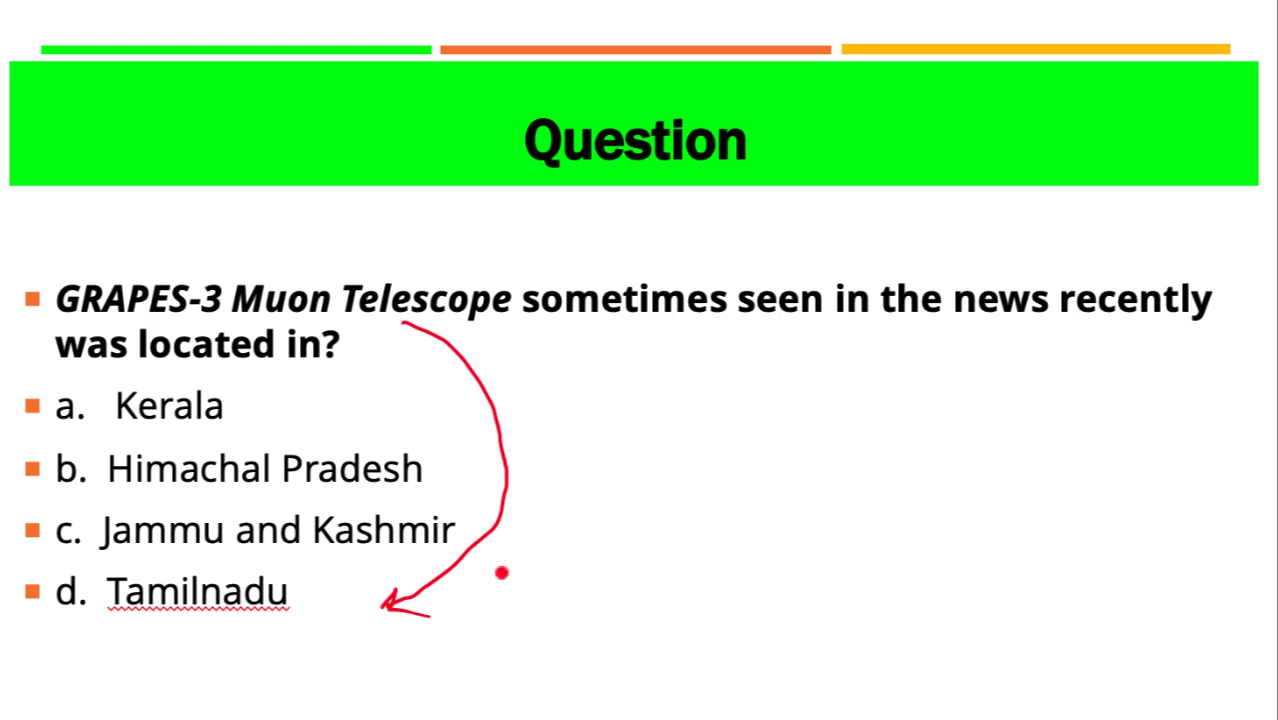 Question
GRAPES-3 Muon Telescope sometimes seen in the news recently
was located in?
a. Kerala
b. Himachal Pradesh
c. Jammu and Kashmir
d. Tamilnadu